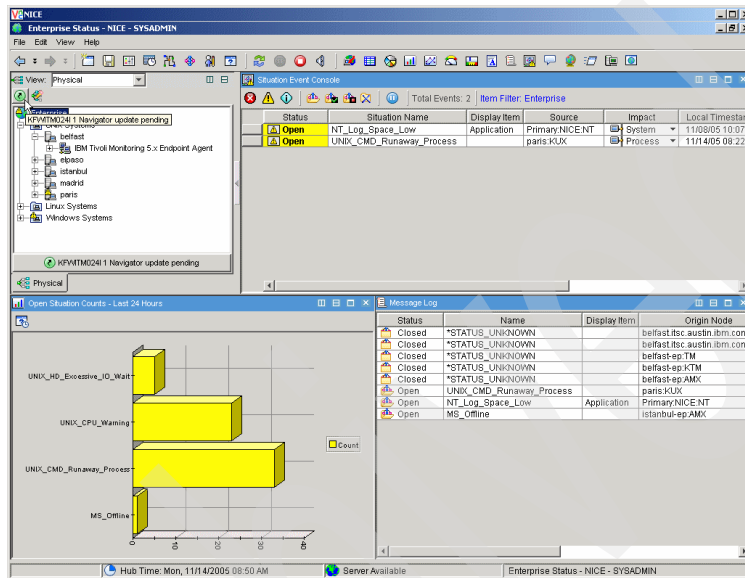 NICE
Enterprise Status - NICE - SYSADMIN
File Edit View Help
View: Physical
Enterprise
KFWITM024I 1 Navigator update pending
UNIX Systems
belfast
IBM Tivoli Monitoring 5.x Endpoint Agent
elpaso
istanbul
madrid
paris
Linux Systems
Windows Systems
KFWITM024I 1 Navigator update pending
Physical
Situation Event Console
Total Events: 2 Item Filter: Enterprise
Status Situation Name Display Item Source Impact Local Timestam
Open NT_Log_Space_Low Application Primary:NICE:NT System 11/08/05 10:07
Open UNIX_CMD_Runaway_Process paris:KUX Process 11/14/05 08:22
Open Situation Counts - Last 24 Hours
UNIX_HD_Excessive_IO_Wait
UNIX_CPU_Warning
UNIX_CMD_Runaway_Process
MS_Offline
0 10 20 30 40
Count
Message Log
Status Name Display Item Origin Node
Closed *STATUS_UNKNOWN belfast.itsc.austin.ibm.com
Closed *STATUS_UNKNOWN belfast.itsc.austin.ibm.com
Closed *STATUS_UNKNOWN belfast-ep:TM
Closed *STATUS_UNKNOWN belfast-ep:KTM
Closed *STATUS_UNKNOWN belfast-ep:AMX
Open UNIX_CMD_Runaway_Process paris:KUX
Open NT_Log_Space_Low Application Primary:NICE:NT
Open MS_Offline istanbul-ep:AMX
Hub Time: Mon, 11/14/2005 08:50 AM Server Available Enterprise Status - NICE - SYSADMIN